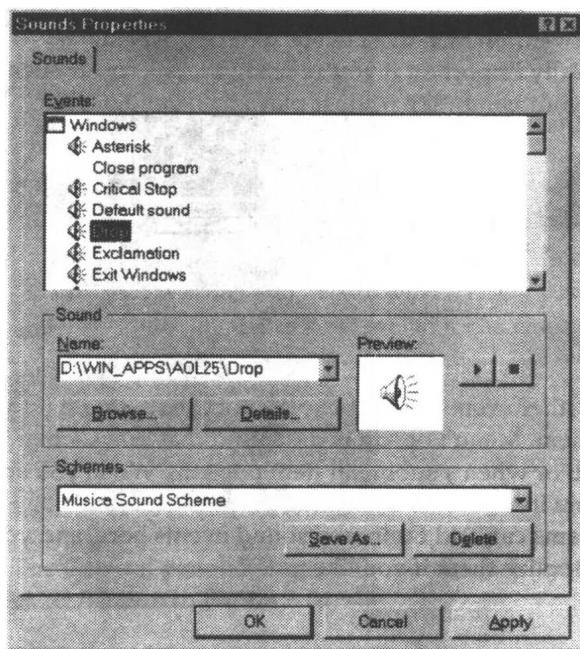 Sounds Properties
Sounds
Events:
Windows
Asterisk
Close program
Critical Stop
Default sound
Drop
Exclamation
Exit Windows
Sound
Name:
Preview:
D:\WIN_APPS\AOL25\Drop
Browse...
Details...
Schemes
Musica Sound Scheme
Save As...
Delete
OK
Cancel
Apply